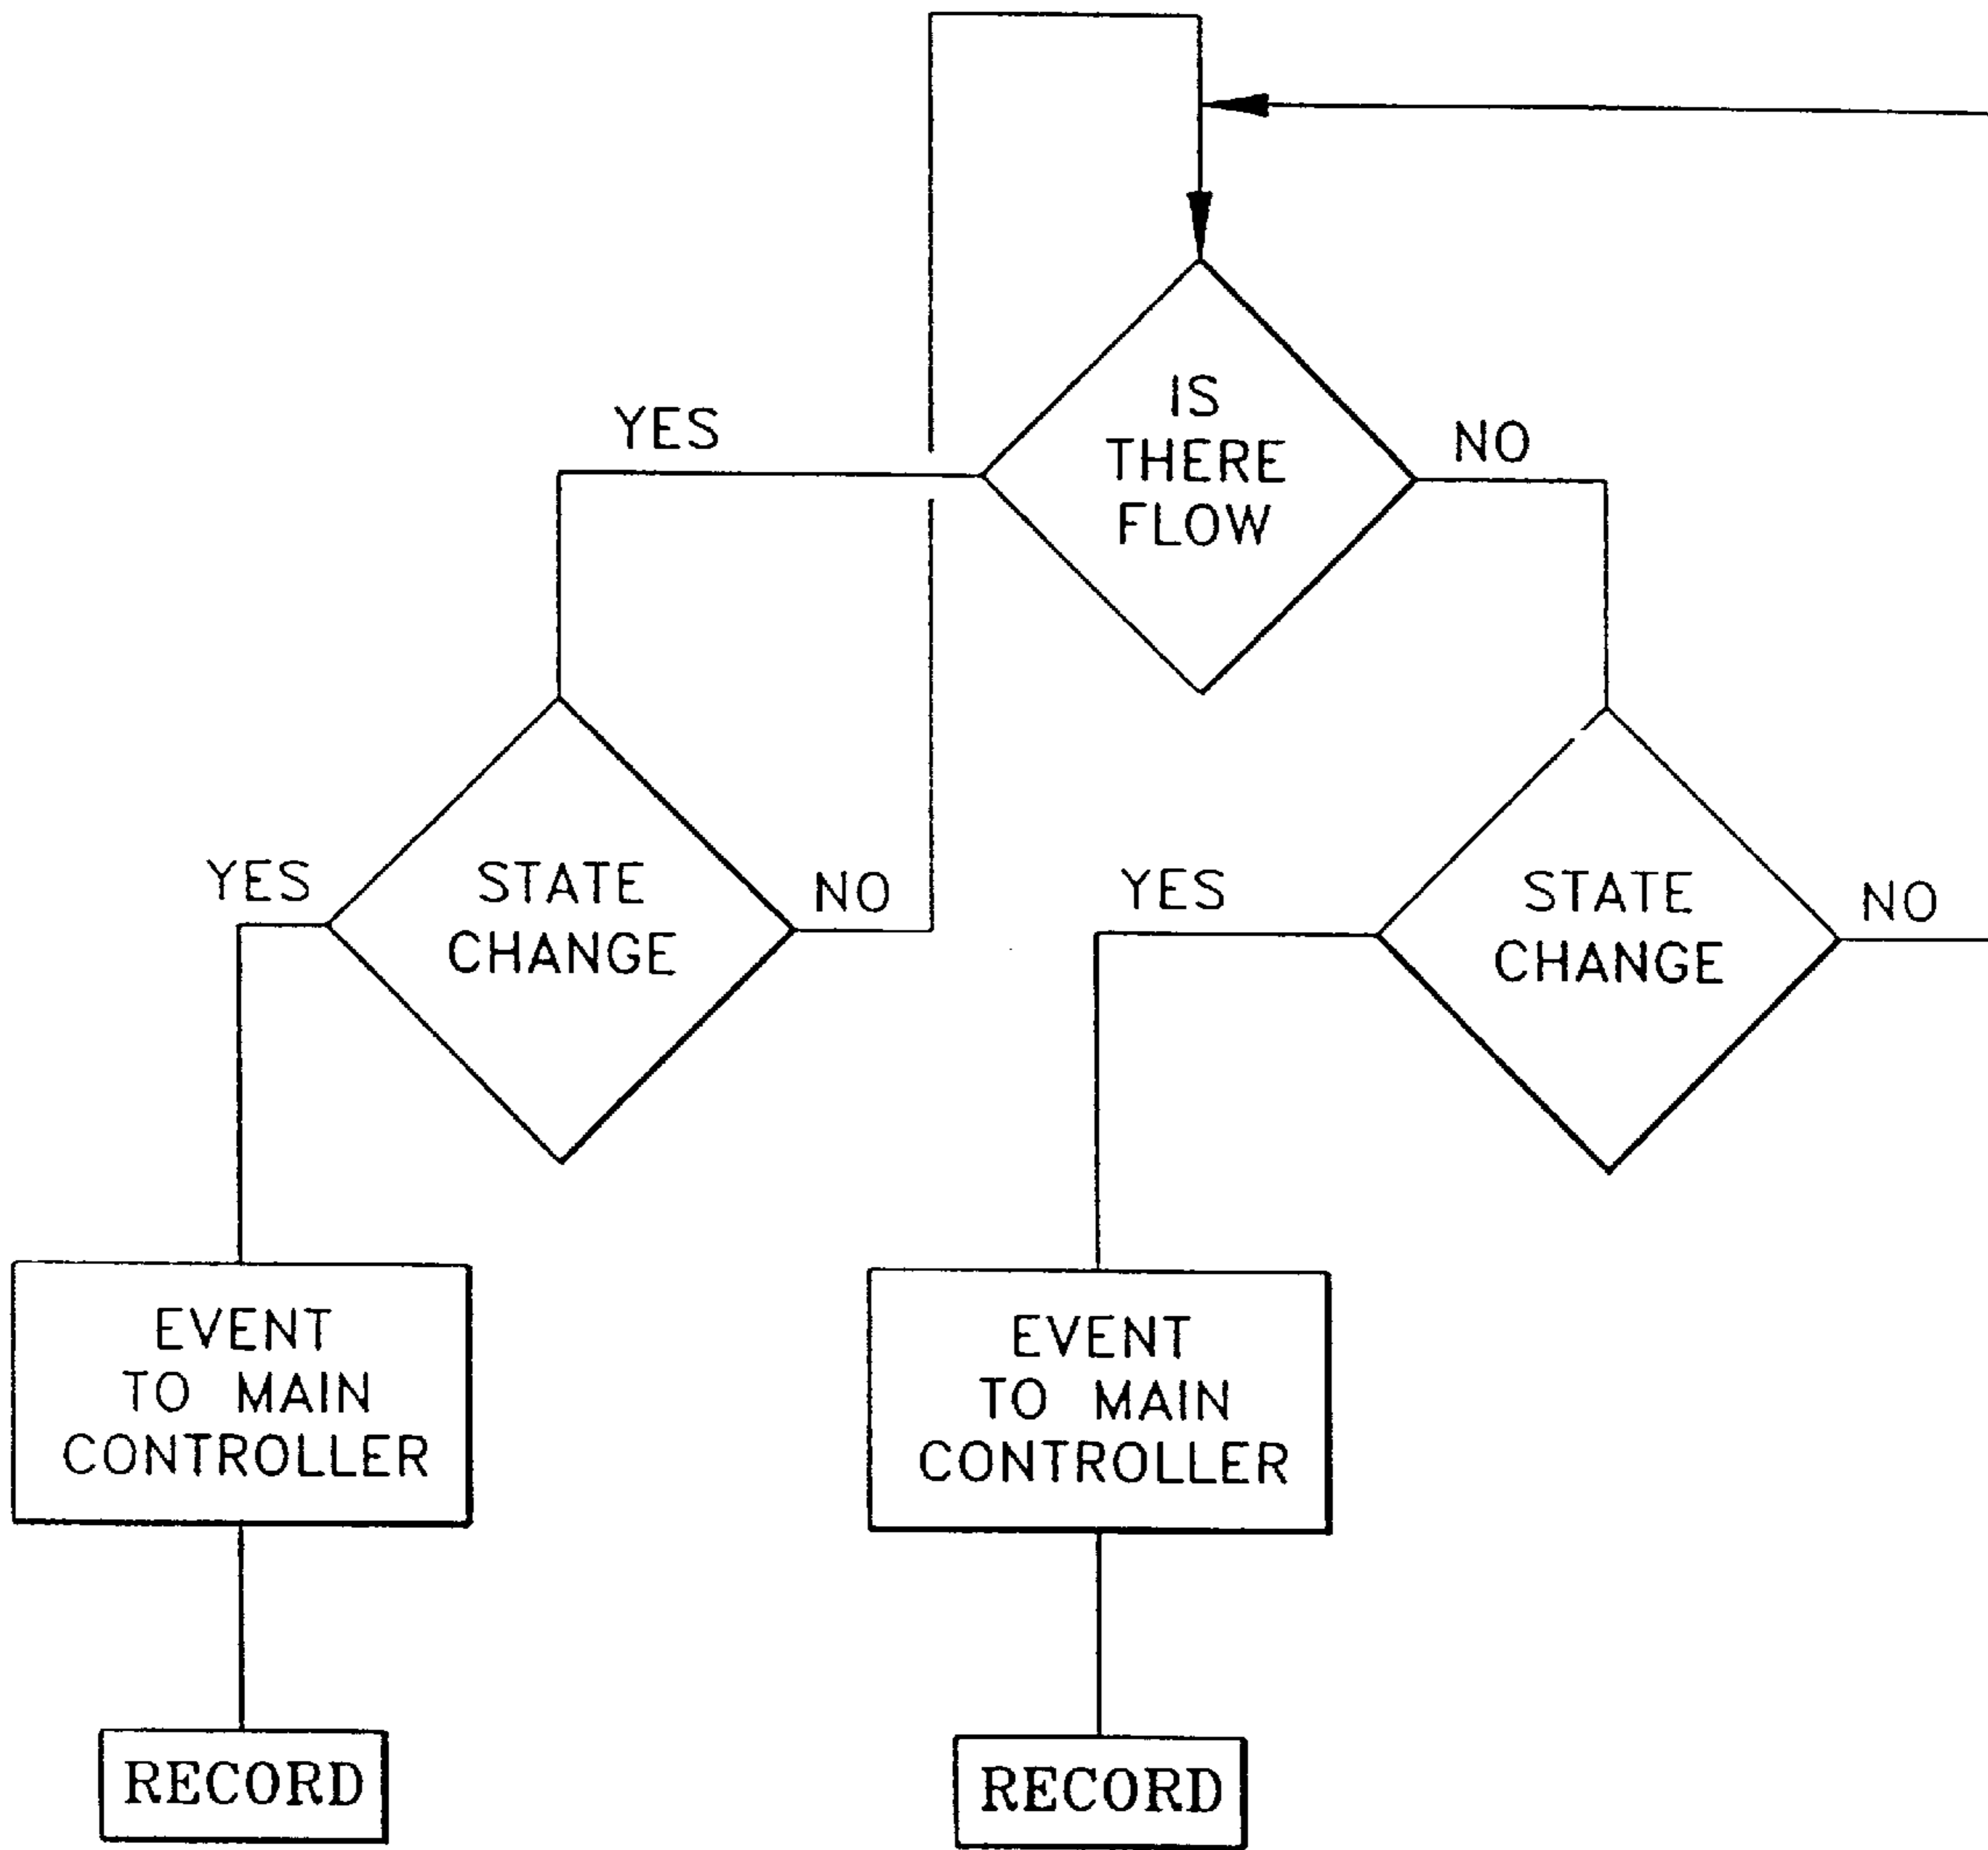 IS
THERE
FLOW
YES
NO
STATE
CHANGE
YES
NO
STATE
CHANGE
YES
NO
EVENT
TO MAIN
CONTROLLER
EVENT
TO MAIN
CONTROLLER
RECORD
RECORD